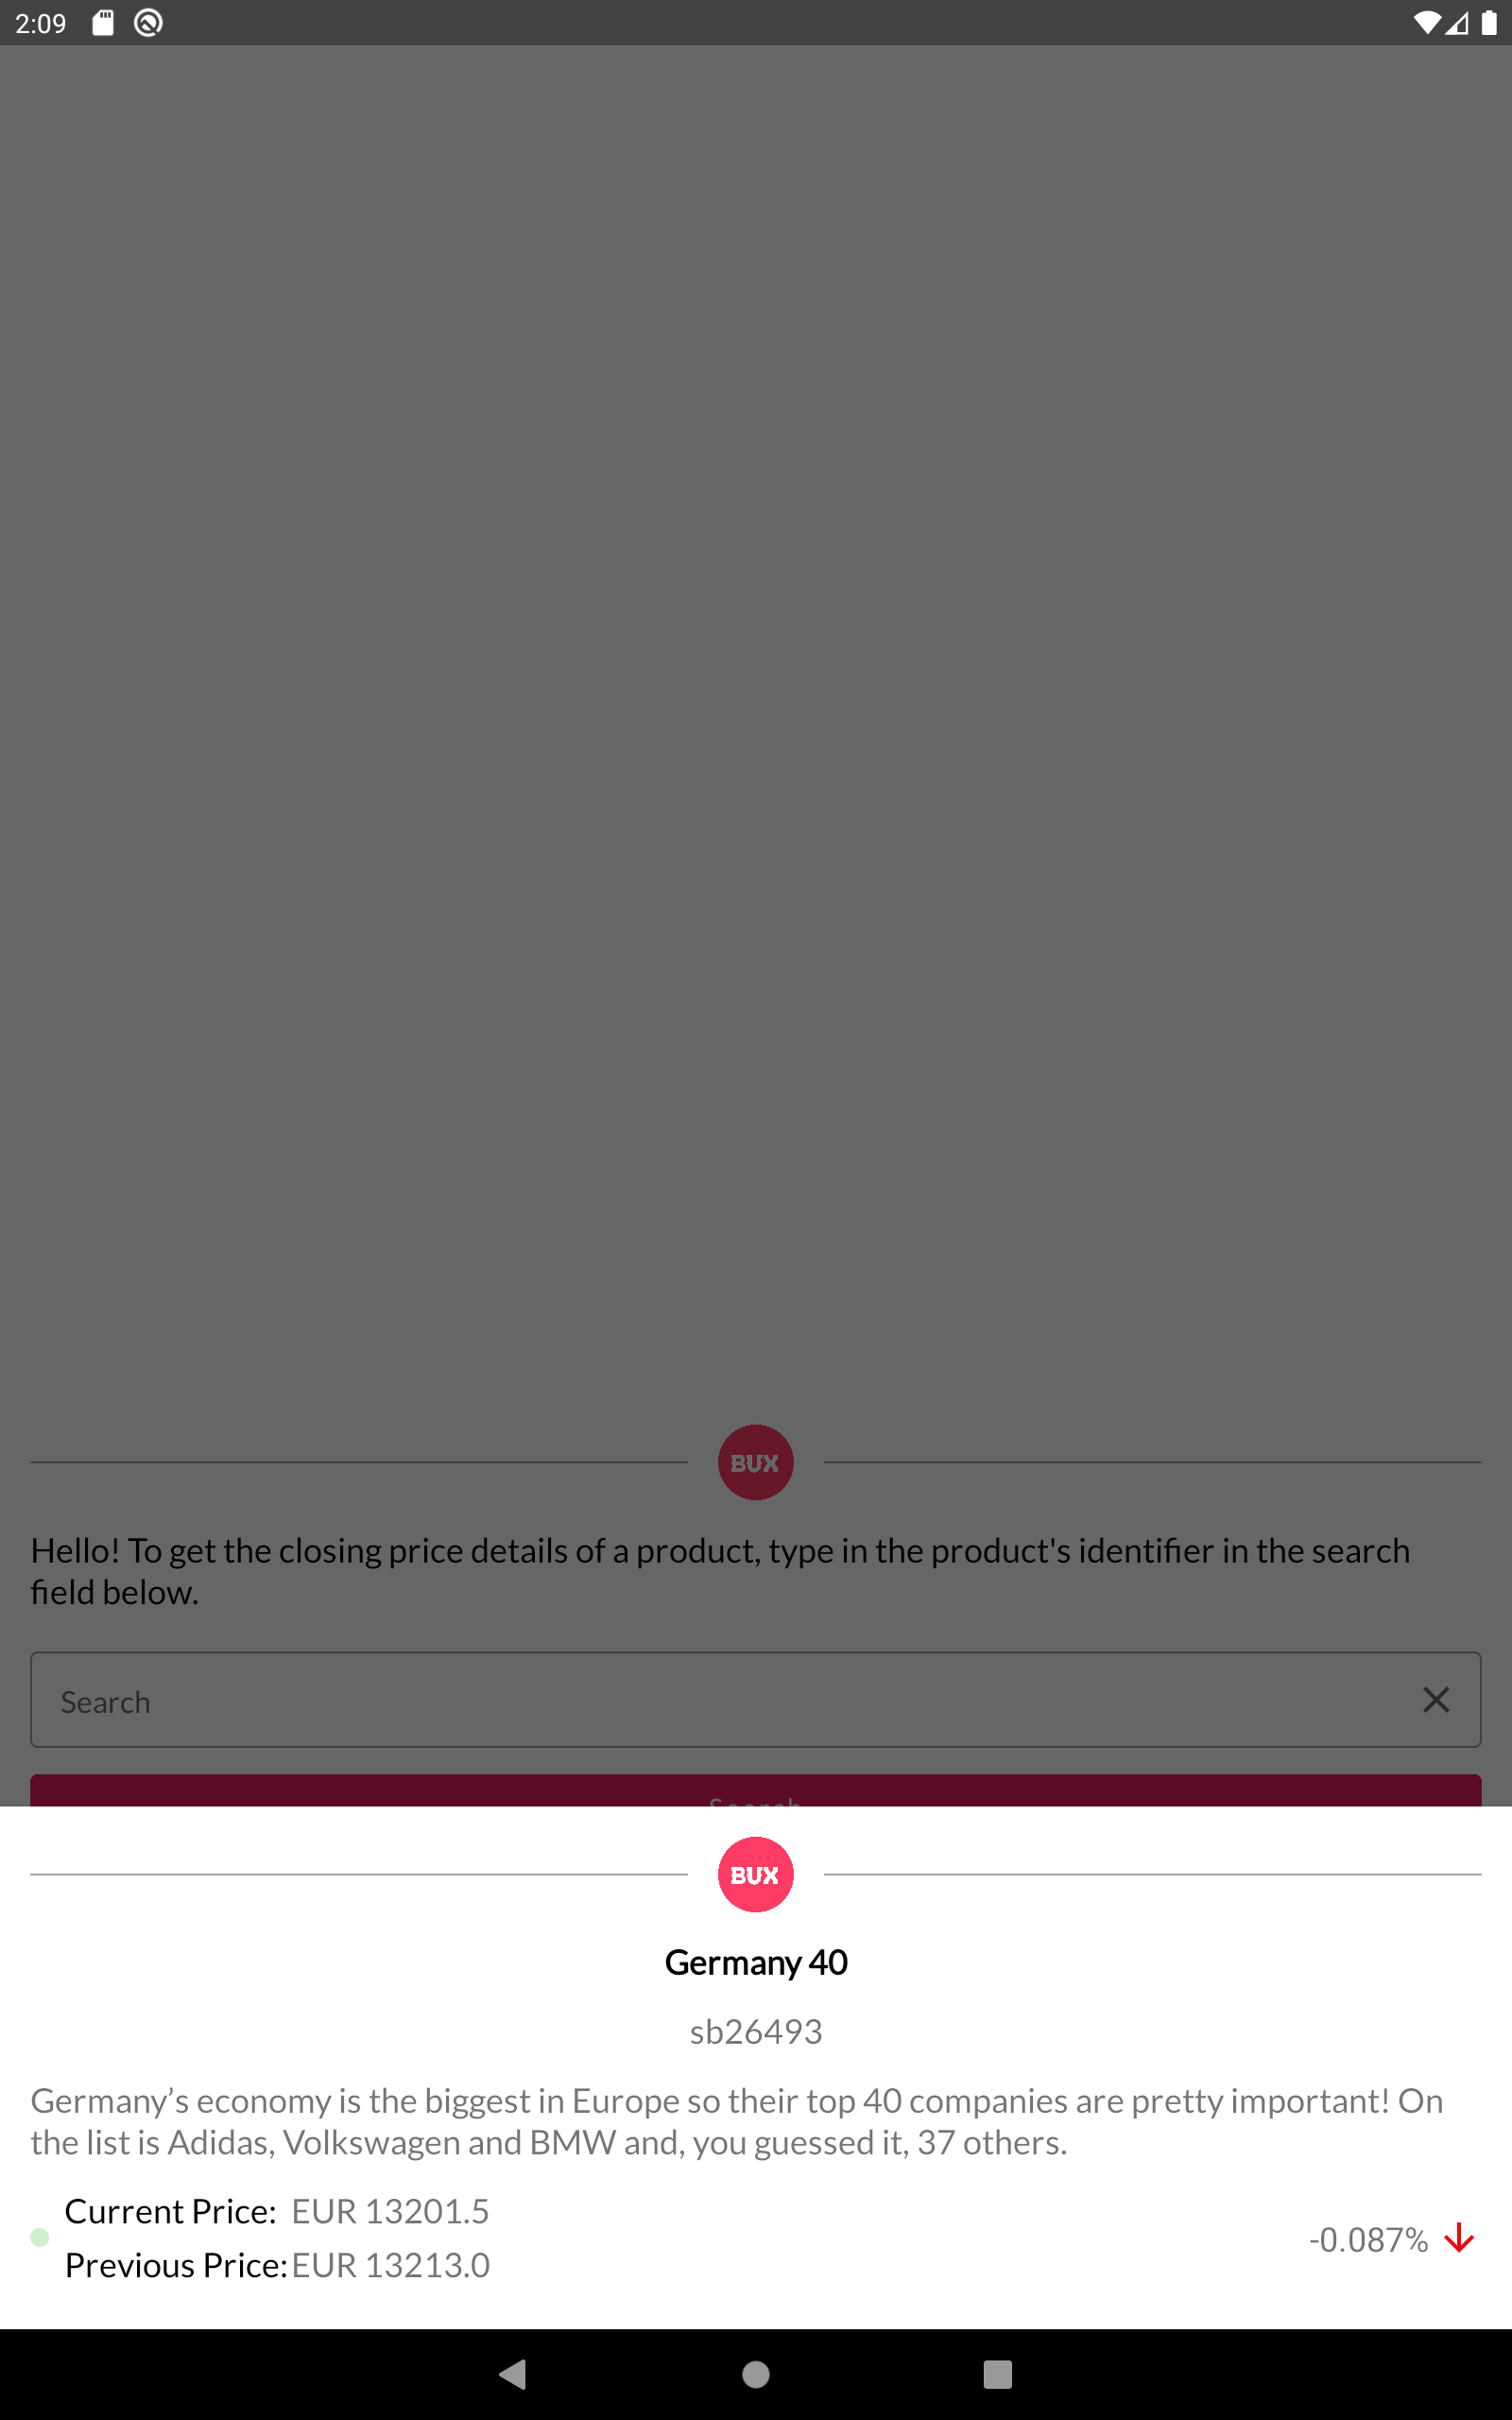 2:09
BUX
Hello! To get the closing price details of a product, type in the product's identifier in the search
field below.
Search
Search
BUX
Germany 40
sb26493
Germany’s economy is the biggest in Europe so their top 40 companies are pretty important! On
the list is Adidas, Volkswagen and BMW and, you guessed it, 37 others.
Current Price: EUR 13201.5
Previous Price: EUR 13213.0
-0.087%